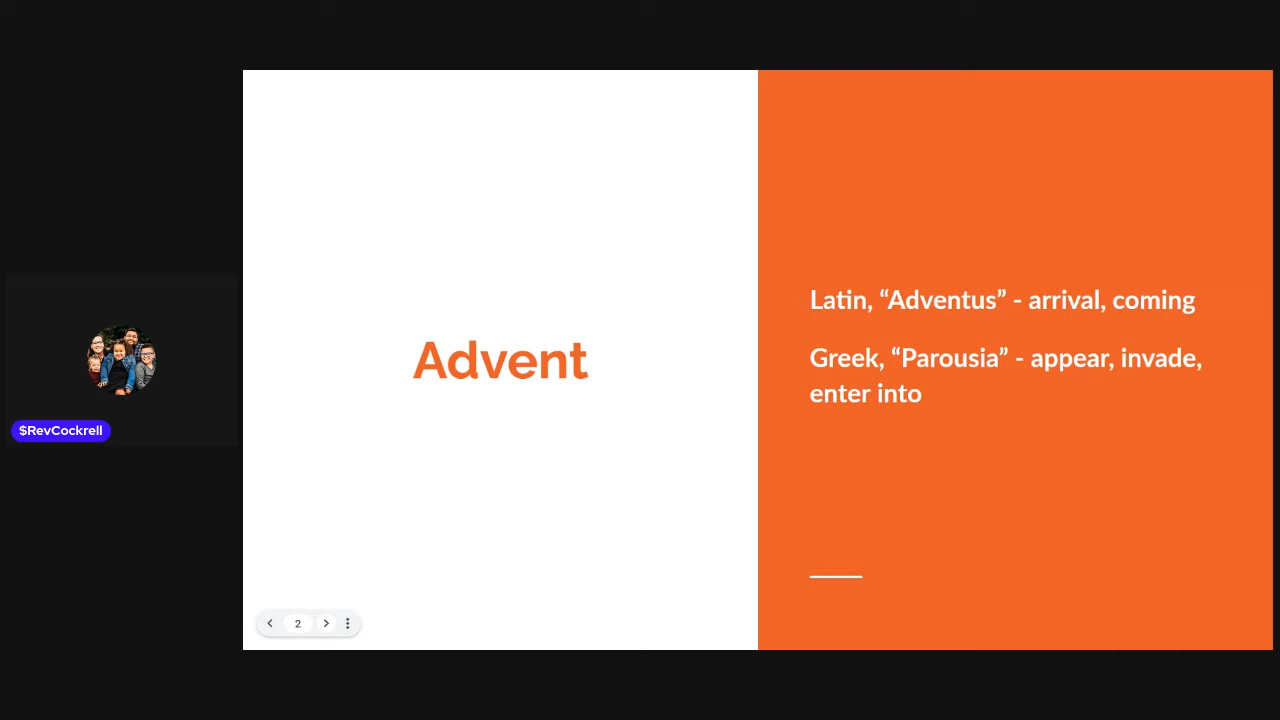 Advent
Latin, “Adventus” - arrival, coming
Greek, “Parousia” - appear, invade,
enter into
$RevCockrell
2